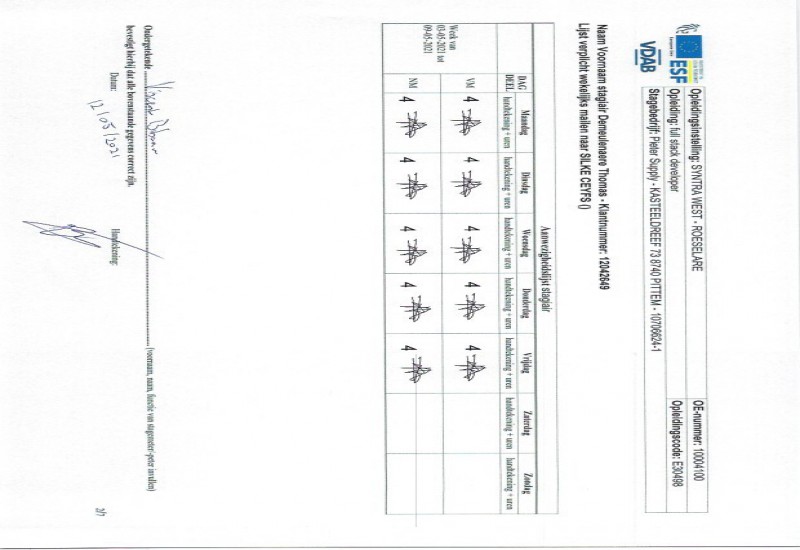 ESF
VDAB
Opleidingsinstelling: SYNTRA WEST - ROESELARE
OE-nummer: 10004100
Opleiding: full stack developer
Opleidingscode: E30498
Stagebedrijf: Pieter Supply - KASTEELDREEF 73 8740 PITTEM - 10706624-1
Naam Voornaam stagiair Demeulenaere Thomas - Klantnummer: 12042649
Lijst verplicht wekelijks mailen naar SILKE CEYFS ()
Aanwezigheidslijst stagiair
DAG Maandag Dinsdag Woensdag Donderdag Vrijdag Zaterdag Zondag
DEEL handtekening + uren handtekening + uren handtekening + uren handtekening + uren handtekening + uren handtekening + uren handtekening + uren
Week van
03-05-2021 tot
09-05-2021
VM 4 4 4 4 4
NM 4 4 4 4 4
Ondergetekende (voornaam, naam, functie van stagementor/-peter invullen)
bevestigt hierbij dat alle bovenstaande gegevens correct zijn.
Datum: Handtekening:
12/05/2021
2/7